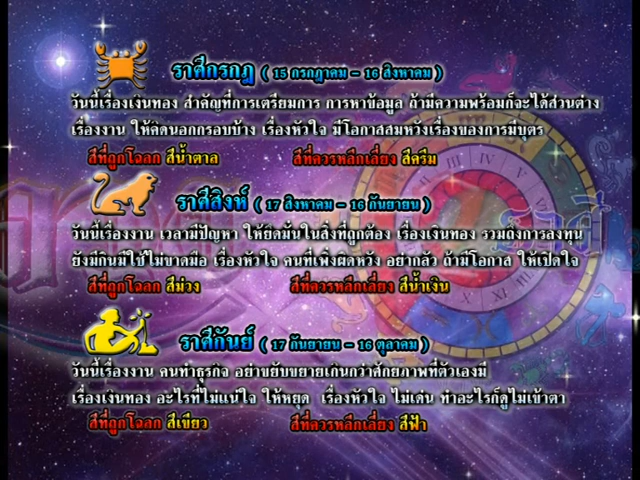 ราศีกรกฎ ( 15 กรกฎาคม - 16 สิงหาคม )
วันนี้เรื่องเงินทอง สำคัญที่การเตรียมการ การหาข้อมูล ถ้ามีความพร้อมก็จะได้ส่วนต่าง
เรื่องงาน ให้คิดนอกกรอบบ้าง เรื่องหัวใจ มีโอกาสสมหวังเรื่องของการมีบุตร
สีที่ถูกโฉลก สีน้ำตาล สีที่ควรหลีกเลี่ยง สีครีม
ราศีสิงห์ ( 17 สิงหาคม - 16 กันยายน )
วันนี้เรื่องงาน เวลามีปัญหา ให้ยึดมั่นในสิ่งที่ถูกต้อง เรื่องเงินทอง รวมถึงการลงทุน
ยังมีกินมีใช้ไม่ขาดมือ เรื่องหัวใจ คนที่เพิ่งผิดหวัง อย่ากลัว ถ้ามีโอกาส ให้เปิดใจ
สีที่ถูกโฉลก สีม่วง สีที่ควรหลีกเลี่ยง สีน้ำเงิน
ราศีกันย์ ( 17 กันยายน - 16 ตุลาคม )
วันนี้เรื่องงาน คนทำธุรกิจ อย่าขยับขยายเกินกว่าศักยภาพที่ตัวเองมี
เรื่องเงินทอง อะไรที่ไม่แน่ใจ ให้หยุด เรื่องหัวใจ ไม่เด่น ทำอะไรก็ดูไม่เข้าตา
สีที่ถูกโฉลก สีเขียว สีที่ควรหลีกเลี่ยง สีฟ้า